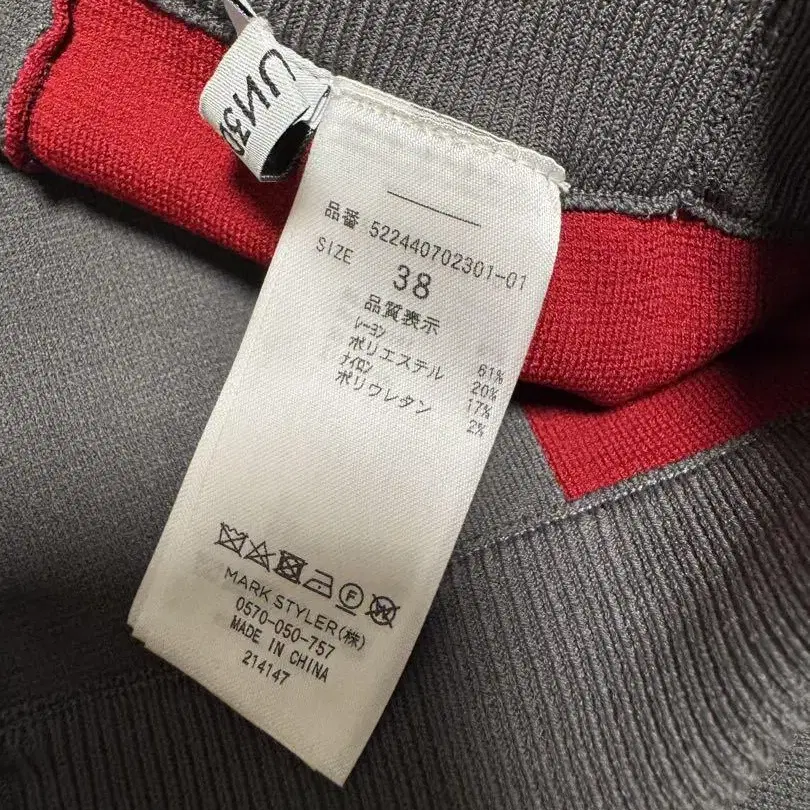 品番 522440702301-01
SIZE 38
品質表示
レーヨン 61%
ポリエステル 20%
ナイロン 17%
ポリウレタン 2%
F
MARK STYLER(株)
0570-050-757
MADE IN CHINA
214147